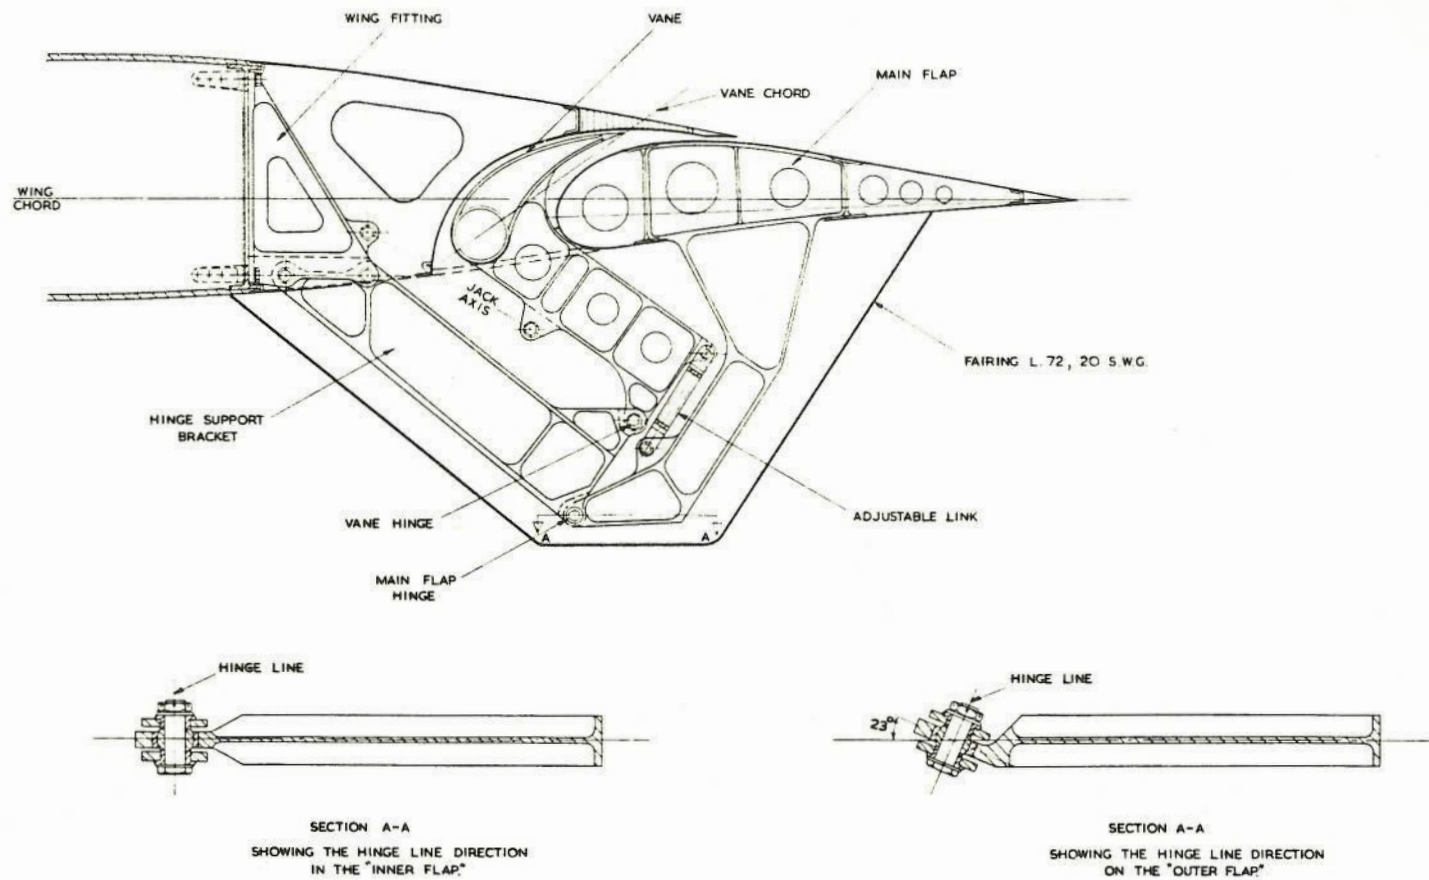 WING FITTING
VANE
MAIN FLAP
VANE CHORD
WING
CHORD
JACK
AXIS
FAIRING L.72, 20 S.W.G.
HINGE SUPPORT
BRACKET
VANE HINGE
ADJUSTABLE LINK
A
A
MAIN FLAP
HINGE
HINGE LINE
HINGE LINE
23°
SECTION A-A
SHOWING THE HINGE LINE DIRECTION
IN THE "INNER FLAP."
SECTION A-A
SHOWING THE HINGE LINE DIRECTION
ON THE "OUTER FLAP."